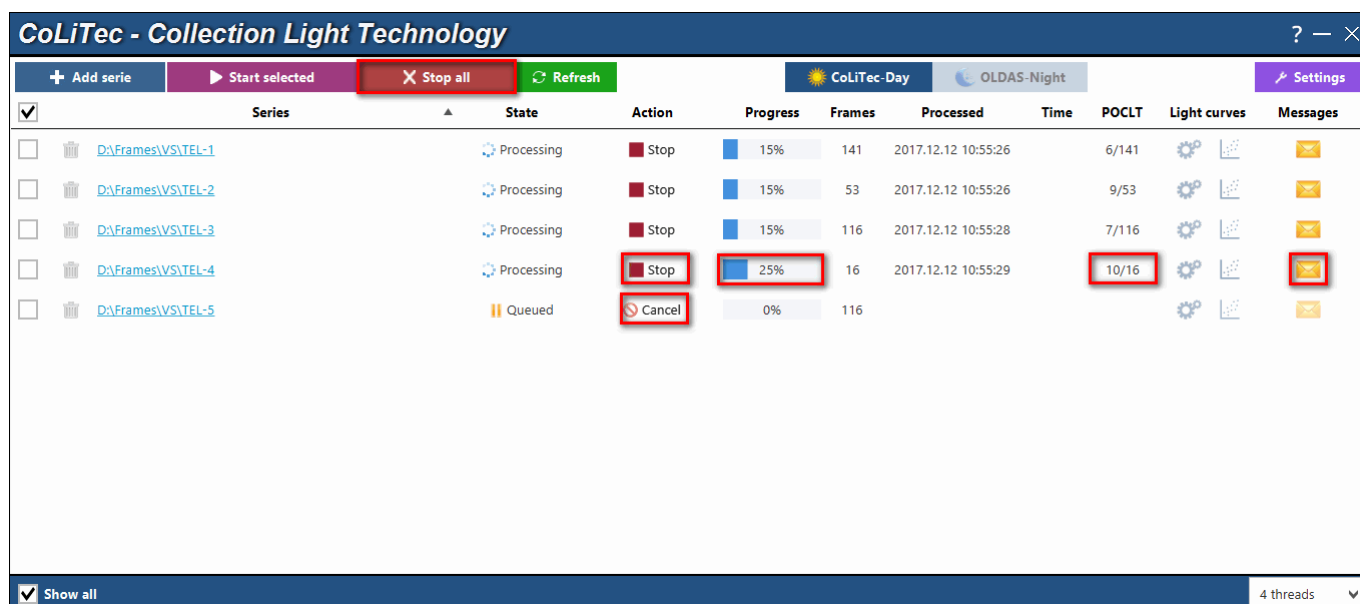 CoLiTec - Collection Light Technology ?
Add serie Start selected Stop all Refresh CoLiTec-Day OLDAS-Night Settings
Series State Action Progress Frames Processed Time POCLT Light curves Messages
D:\Frames\VS\TEL-1 Processing Stop 15% 141 2017.12.12 10:55:26 6/141
D:\Frames\VS\TEL-2 Processing Stop 15% 53 2017.12.12 10:55:26 9/53
D:\Frames\VS\TEL-3 Processing Stop 15% 116 2017.12.12 10:55:28 7/116
D:\Frames\VS\TEL-4 Processing Stop 25% 16 2017.12.12 10:55:29 10/16
D:\Frames\VS\TEL-5 Queued Cancel 0% 116
Show all 4 threads